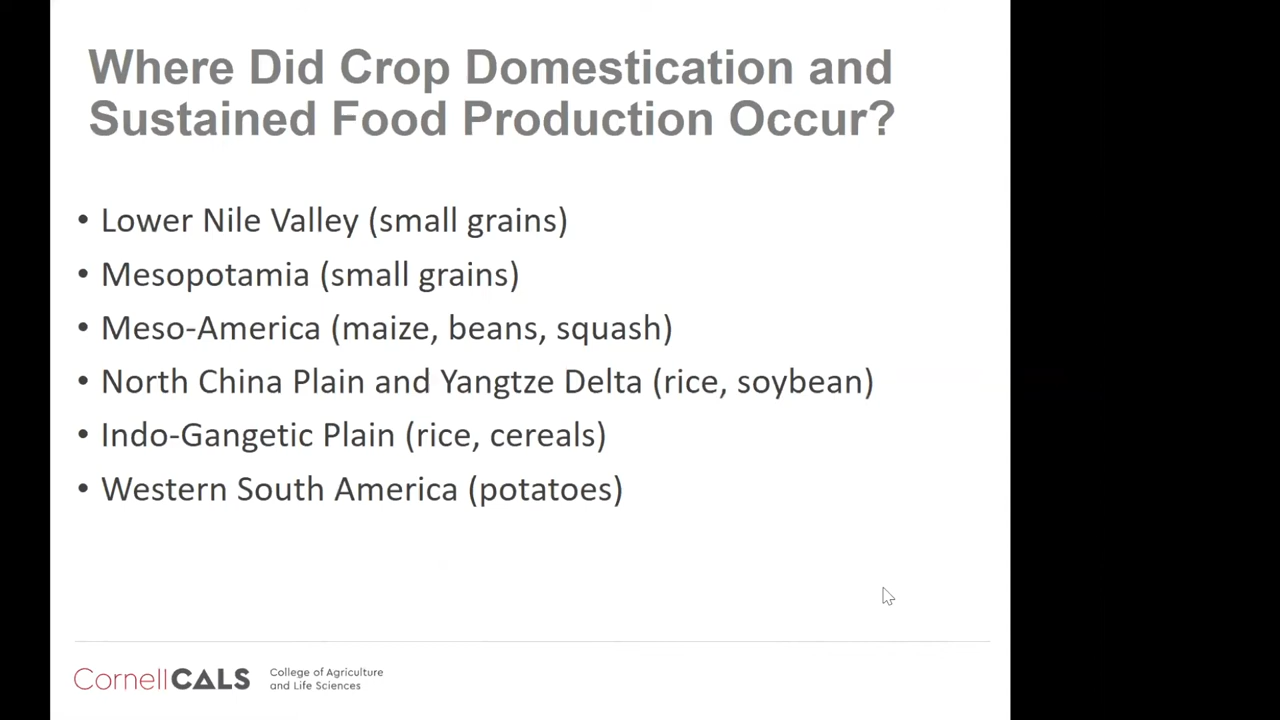 Where Did Crop Domestication and
Sustained Food Production Occur?
• Lower Nile Valley (small grains)
• Mesopotamia (small grains)
• Meso-America (maize, beans, squash)
• North China Plain and Yangtze Delta (rice, soybean)
• Indo-Gangetic Plain (rice, cereals)
• Western South America (potatoes)
CornellCALS
College of Agriculture
and Life Sciences